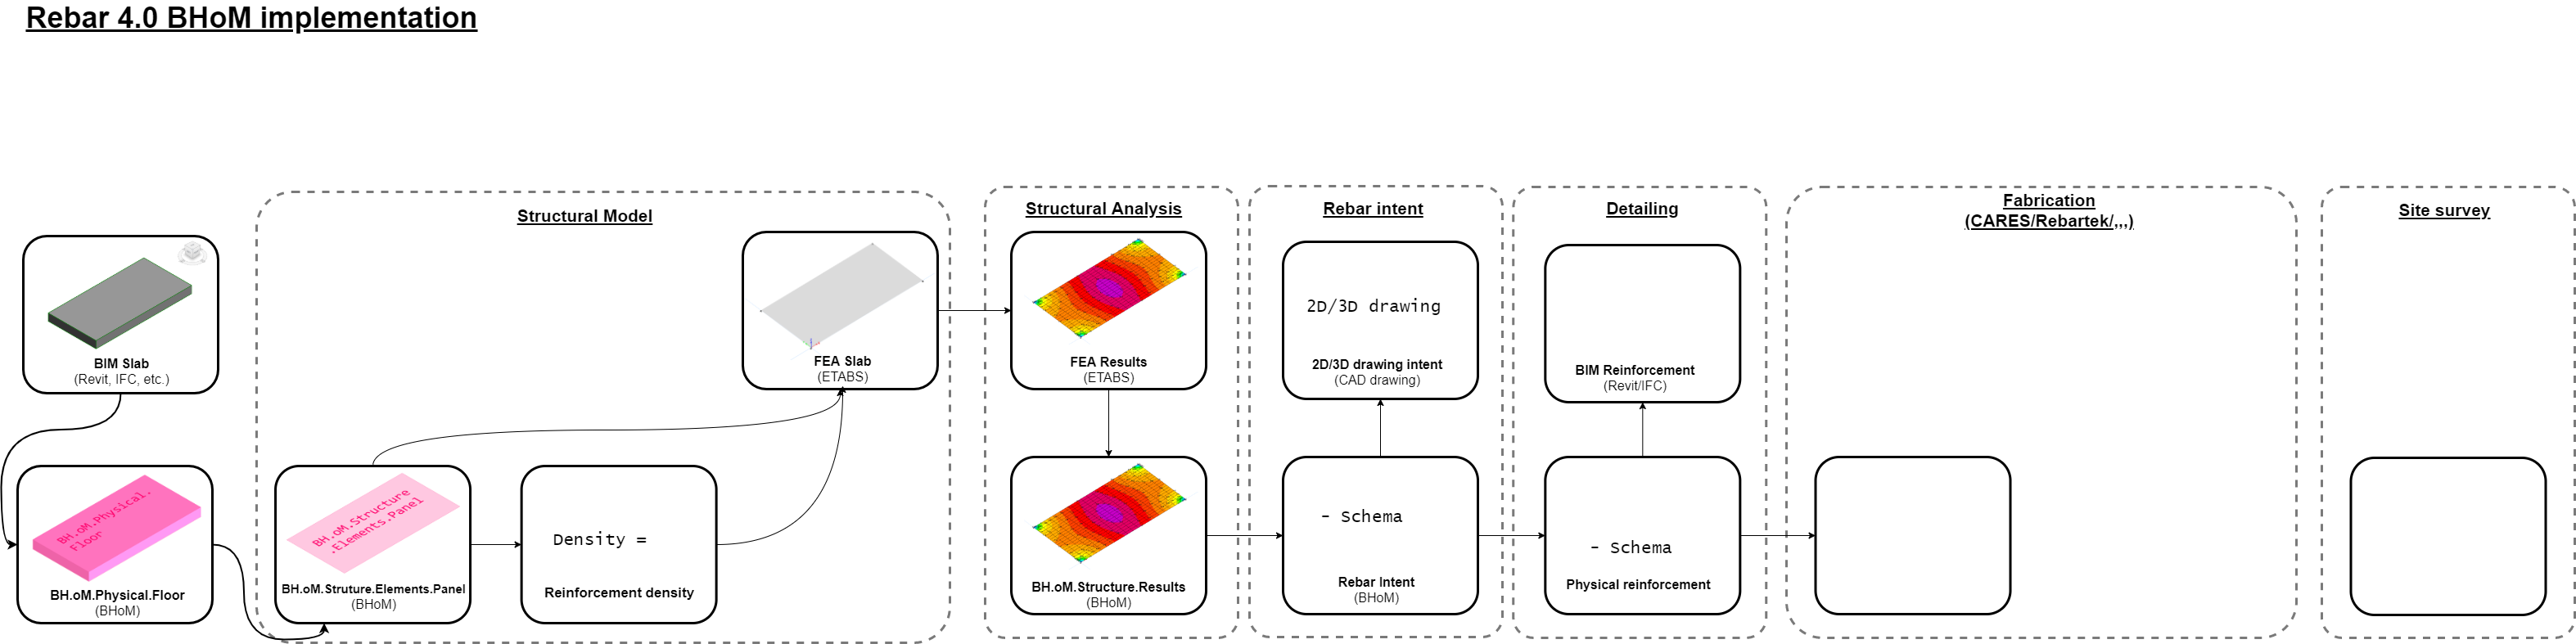 Rebar 4.0 BHoM implementation
Structural Model
Structural Analysis
Rebar intent
Detailing
Fabrication
(CARES/Rebartek/,,,)
Site survey
BIM Slab
(Revit, IFC, etc.)
FEA Slab
(ETABS)
FEA Results
(ETABS)
2D/3D drawing
2D/3D drawing intent
(CAD drawing)
BIM Reinforcement
(Revit/IFC)
BH.oM.Physical.
Floor
BH.oM.Physical.Floor
(BHoM)
BH.oM.Structure
.Elements.Panel
BH.oM.Struture.Elements.Panel
(BHoM)
Density =
Reinforcement density
BH.oM.Structure.Results
(BHoM)
- Schema
Rebar Intent
(BHoM)
- Schema
Physical reinforcement